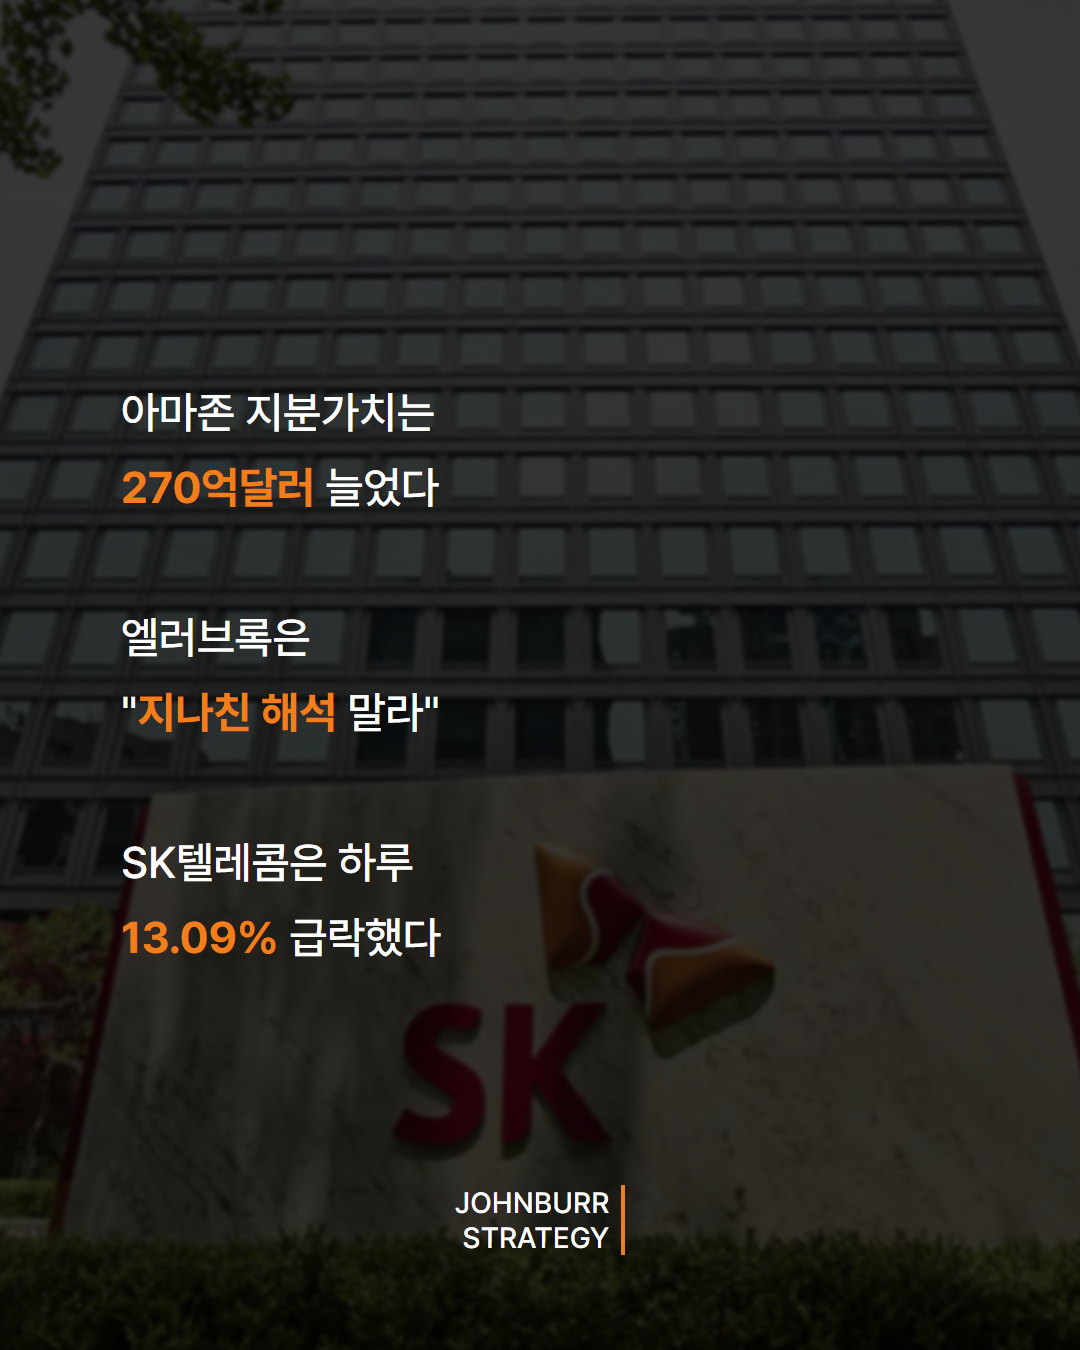 아마존 지분가치는
270억달러 늘었다
엘러브록은
"지나친 해석 말라"
SK텔레콤은 하루
13.09% 급락했다
SK
JOHNBURR
STRATEGY